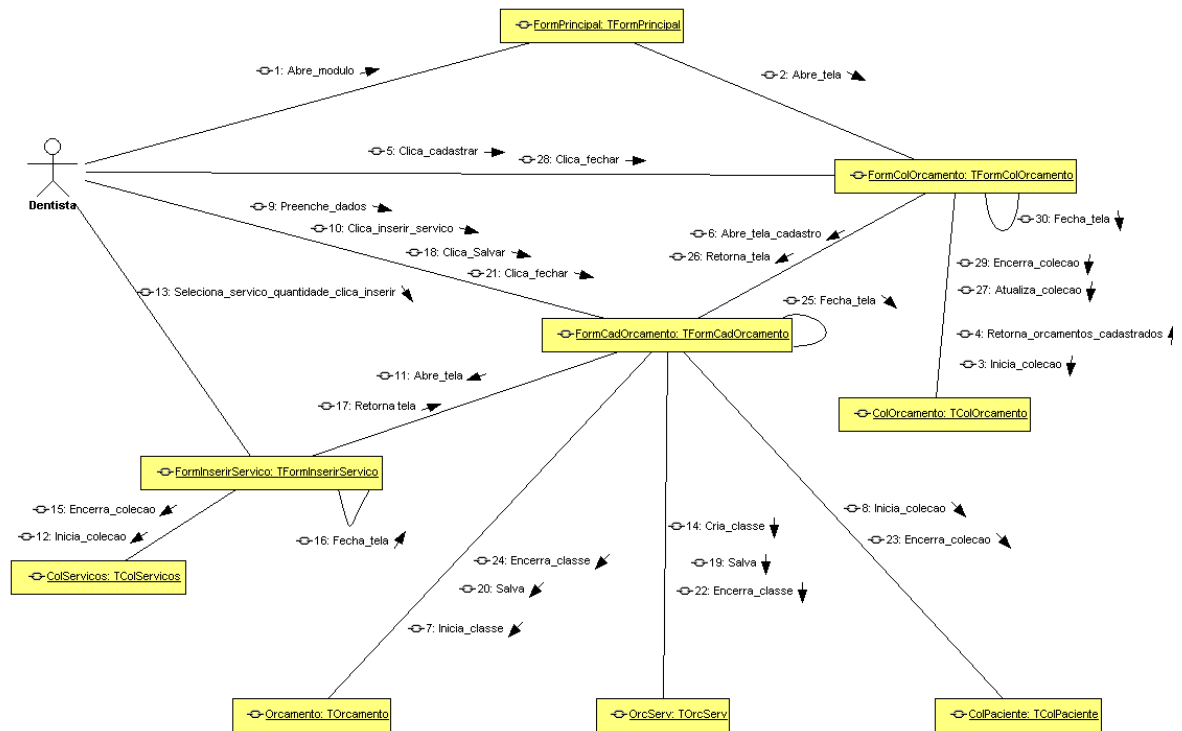 FormPrincipal: TFormPrincipal
1: Abre_modulo
2: Abre_tela
5: Clica_cadastrar
28: Clica_fechar
FormColOrcamento: TFormColOrcamento
Dentista
9: Preenche_dados
10: Clica_inserir_servico
18: Clica_Salvar
21: Clica_fechar
6: Abre_tela_cadastro
26: Retorna_tela
30: Fecha_tela
29: Encerra_colecao
27: Atualiza_colecao
13: Seleciona_servico_quantidade_clica_inserir
25: Fecha_tela
FormCadOrcamento: TFormCadOrcamento
4: Retorna_orcamentos_cadastrados
3: Inicia_colecao
11: Abre_tela
17: Retorna tela
ColOrcamento: TColOrcamento
FormInserirServico: TFormInserirServico
15: Encerra_colecao
12: Inicia_colecao
16: Fecha_tela
8: Inicia_colecao
23: Encerra_colecao
14: Cria_classe
19: Salva
22: Encerra_classe
24: Encerra_classe
20: Salva
7: Inicia_classe
ColServicos: TColServicos
Orcamento: TOrcamento
OrcServ: TOrcServ
ColPaciente: TColPaciente